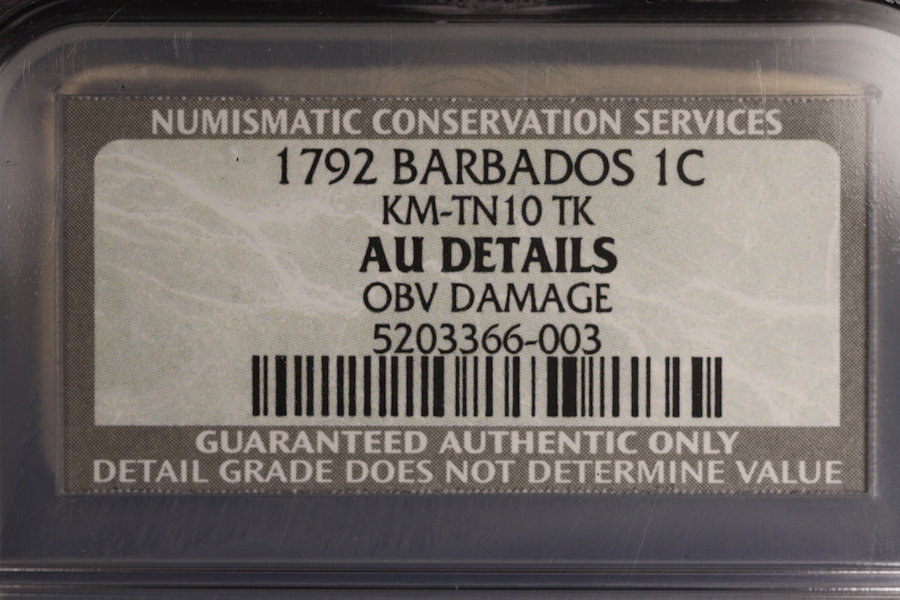 NUMISMATIC CONSERVATION SERVICES
1792 BARBADOS 1C
KM-TN10 TK
AU DETAILS
OBV DAMAGE
5203366-003
GUARANTEED AUTHENTIC ONLY
DETAIL GRADE DOES NOT DETERMINE VALUE